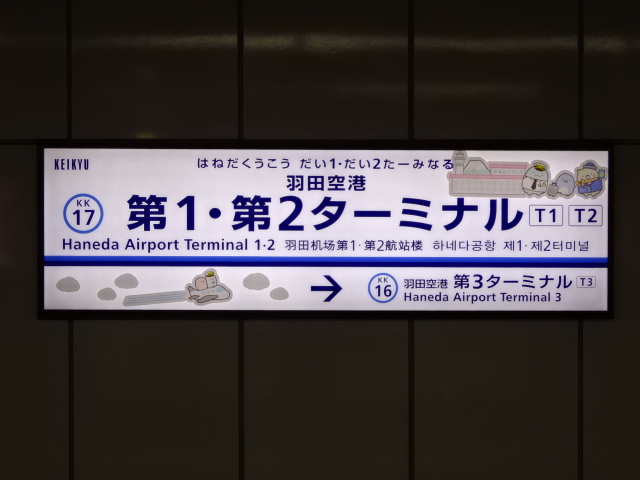 KEIKYU
はねだくうこう だい1・だい2たーみなる
羽田空港
KK
17
第1・第2ターミナル T1 T2
Haneda Airport Terminal 1・2 羽田机场第1・第2航站楼 하네다공항 제1・제2터미널
→
KK
16
羽田空港 第3ターミナル T3
Haneda Airport Terminal 3